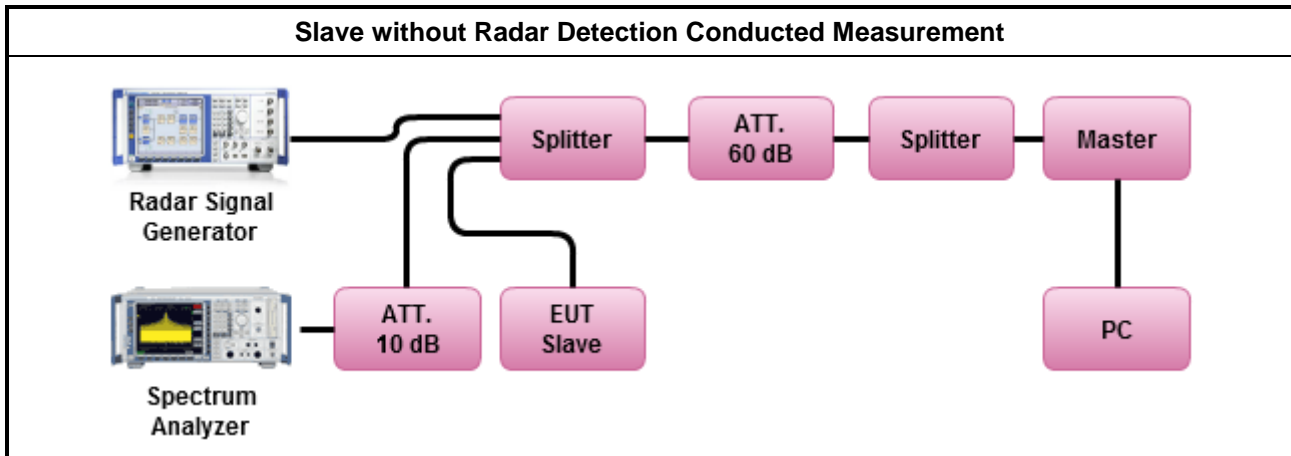 Slave without Radar Detection Conducted Measurement
Radar Signal
Generator
Splitter
ATT.
60 dB
Splitter
Master
Spectrum
Analyzer
ATT.
10 dB
EUT
Slave
PC